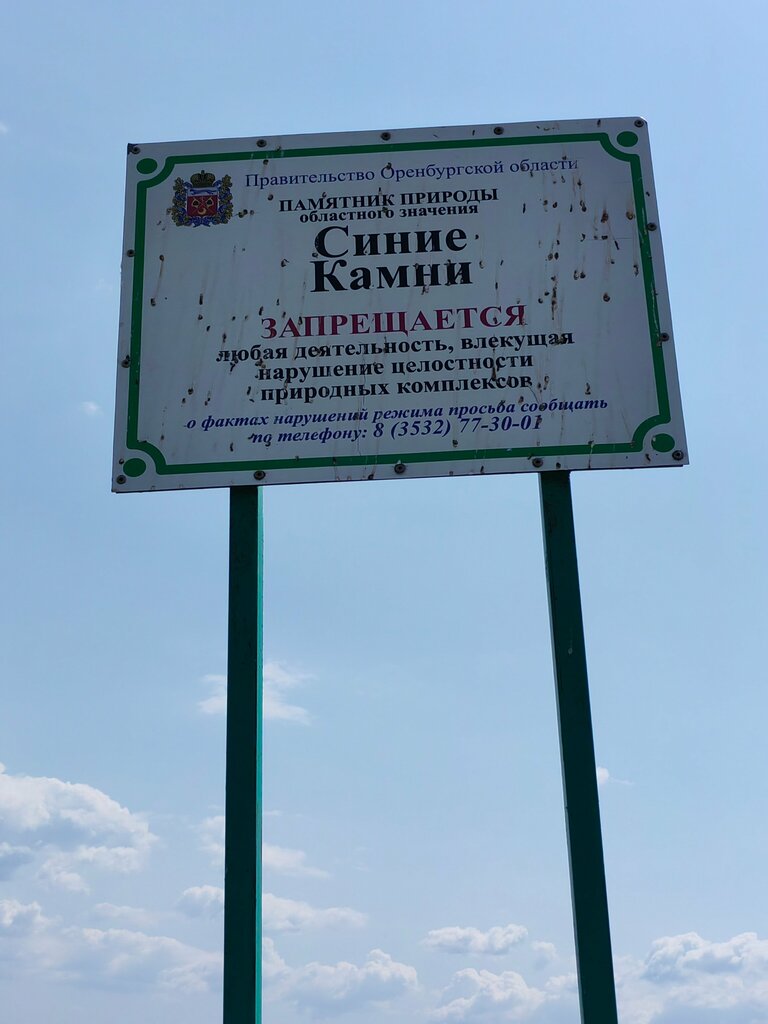 Правительство Оренбургской области
ПАМЯТНИК ПРИРОДЫ
областного значения
Синие
Камни
ЗАПРЕЩАЕТСЯ
любая деятельность, влекущая
нарушение целостности
природных комплексов
о фактах нарушений режима просьба сообщать
по телефону: 8 (3532) 77-30-01